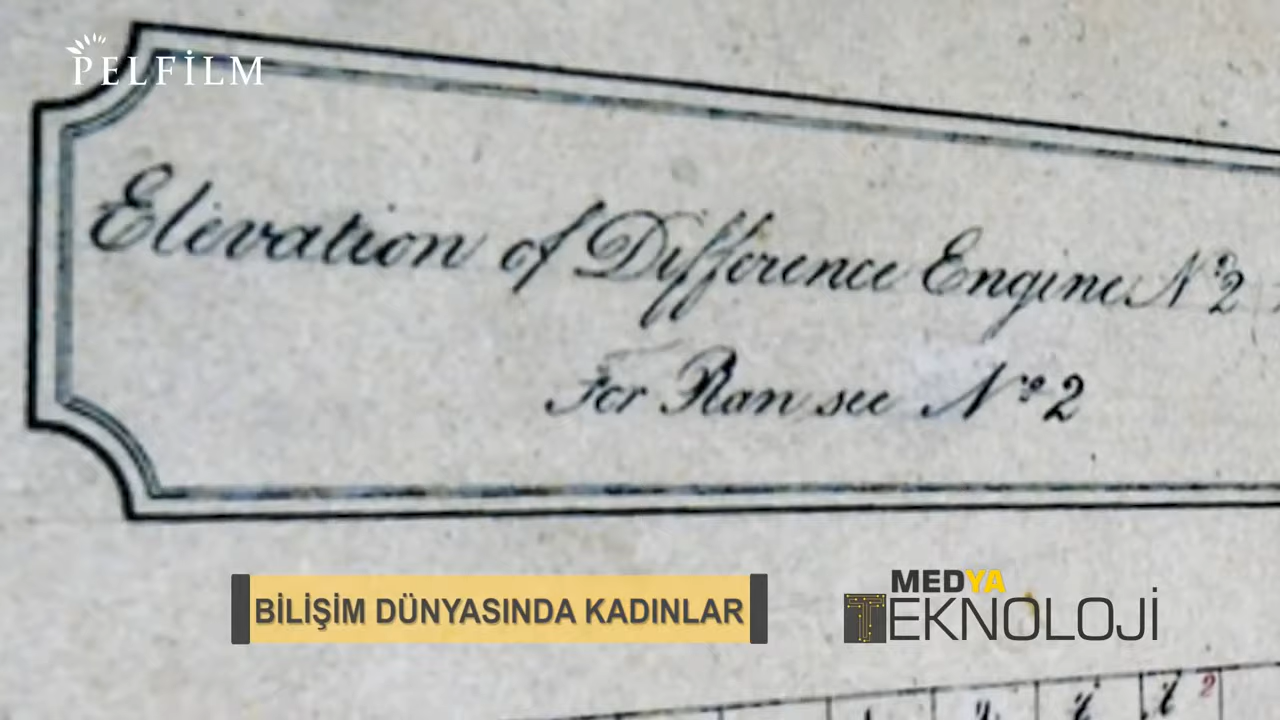 PELFİLM
Elevation of Difference Engine Nº 2
For Plan see Nº 2
BİLİŞİM DÜNYASINDA KADINLAR
MEDYA
TEKNOLOJİ
2